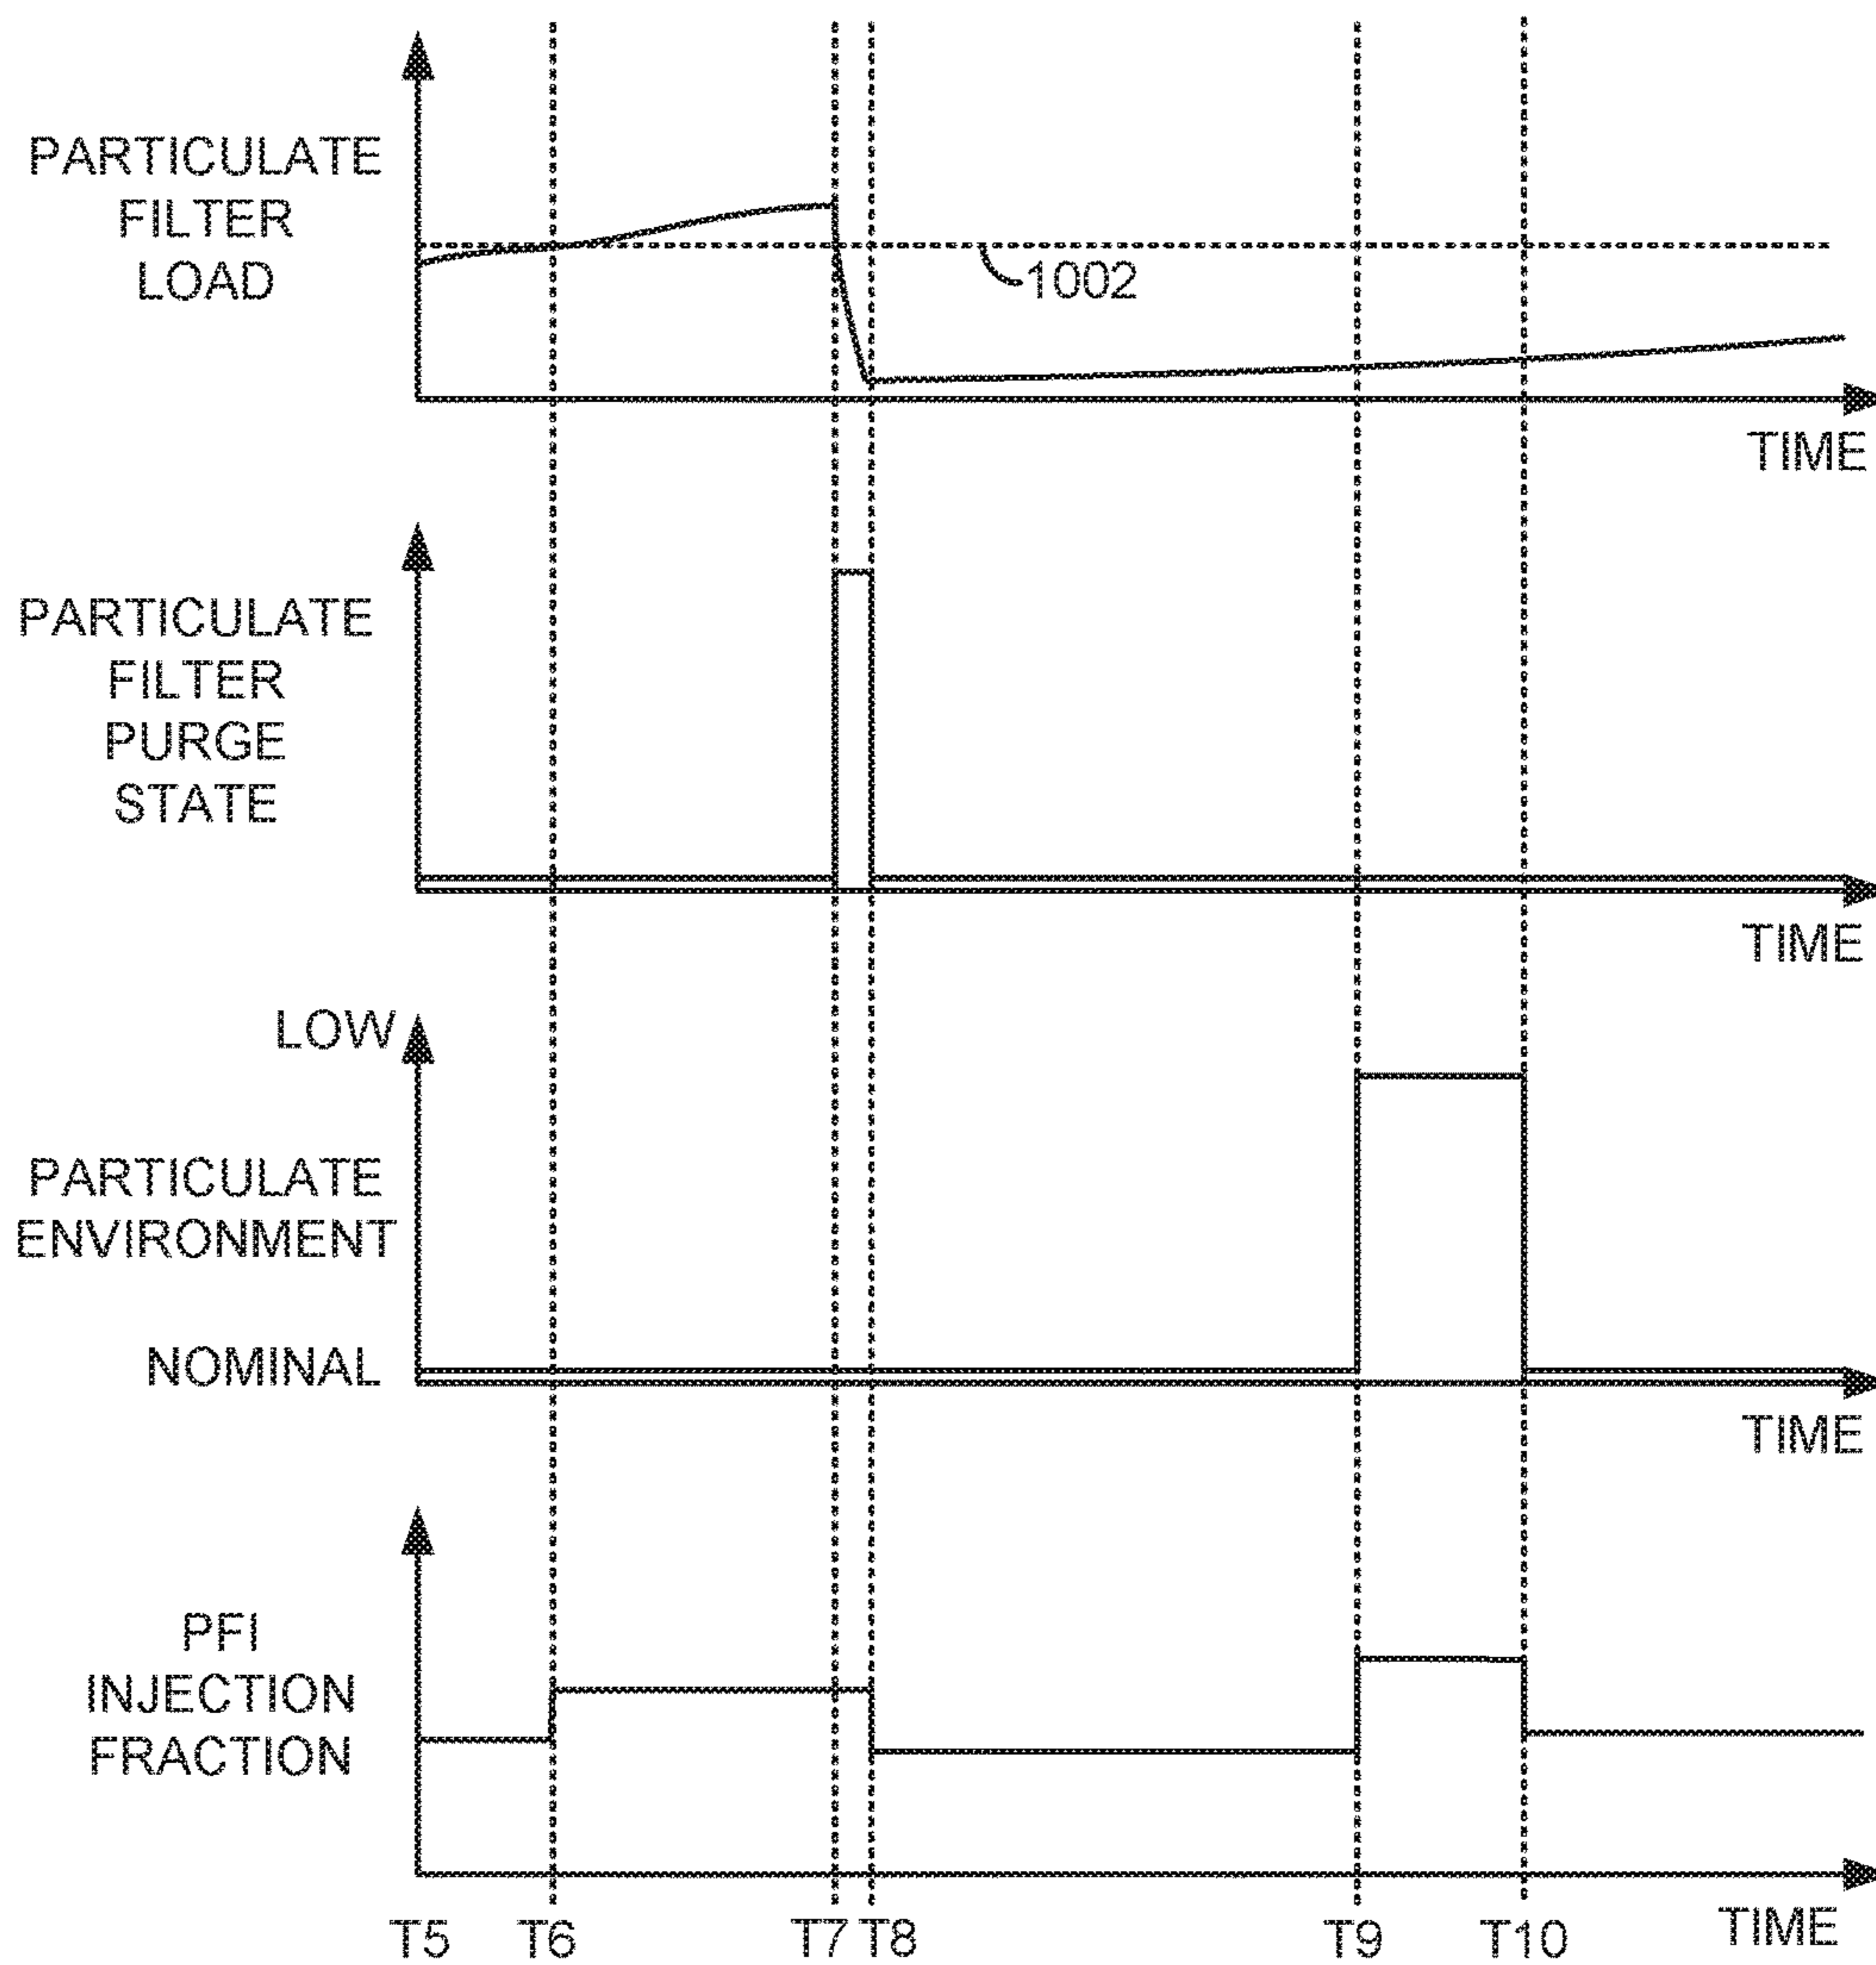 PARTICULATE
FILTER
LOAD
1002
TIME
PARTICULATE
FILTER
PURGE
STATE
TIME
LOW
PARTICULATE
ENVIRONMENT
NOMINAL
TIME
PFI
INJECTION
FRACTION
T5 T6 T7 T8 T9 T10 TIME